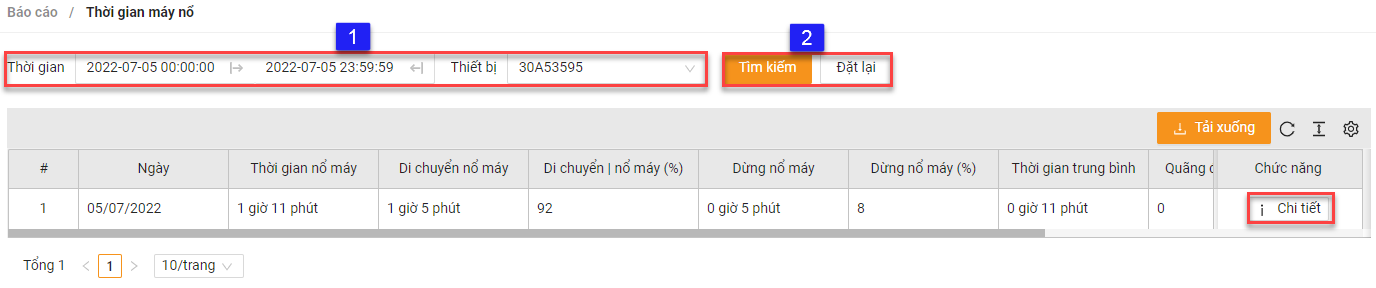 Báo cáo / Thời gian máy nổ
1 2
Thời gian 2022-07-05 00:00:00 2022-07-05 23:59:59 Thiết bị 30A53595 Tìm kiếm Đặt lại
Tải xuống
# Ngày Thời gian nổ máy Di chuyển nổ máy Di chuyển | nổ máy (%) Dừng nổ máy Dừng nổ máy (%) Thời gian trung bình Quãng Chức năng
1 05/07/2022 1 giờ 11 phút 1 giờ 5 phút 92 0 giờ 5 phút 8 0 giờ 11 phút 0 Chi tiết
Tổng 1 < 1 > 10/trang